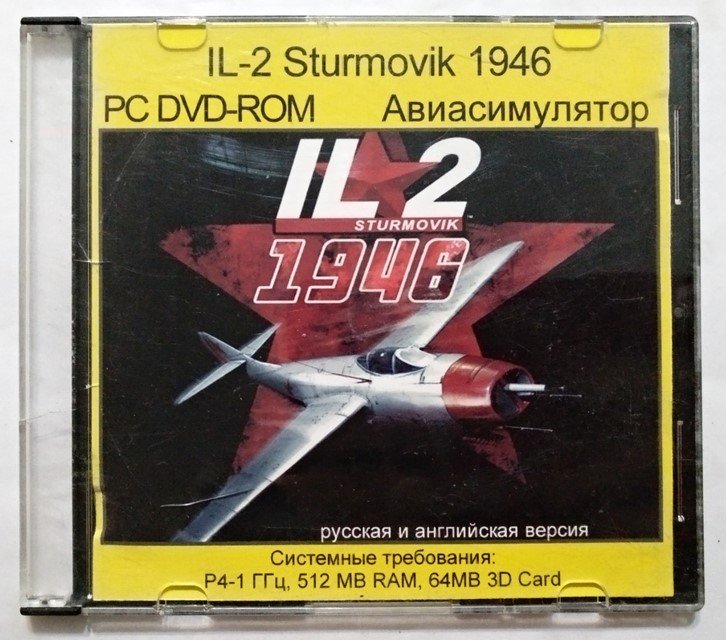 IL-2 Sturmovik 1946
PC DVD-ROM Авиасимулятор
IL 2
STURMOVIK
1946
русская и английская версия
Системные требования:
P4-1 ГГц, 512 MB RAM, 64MB 3D Card